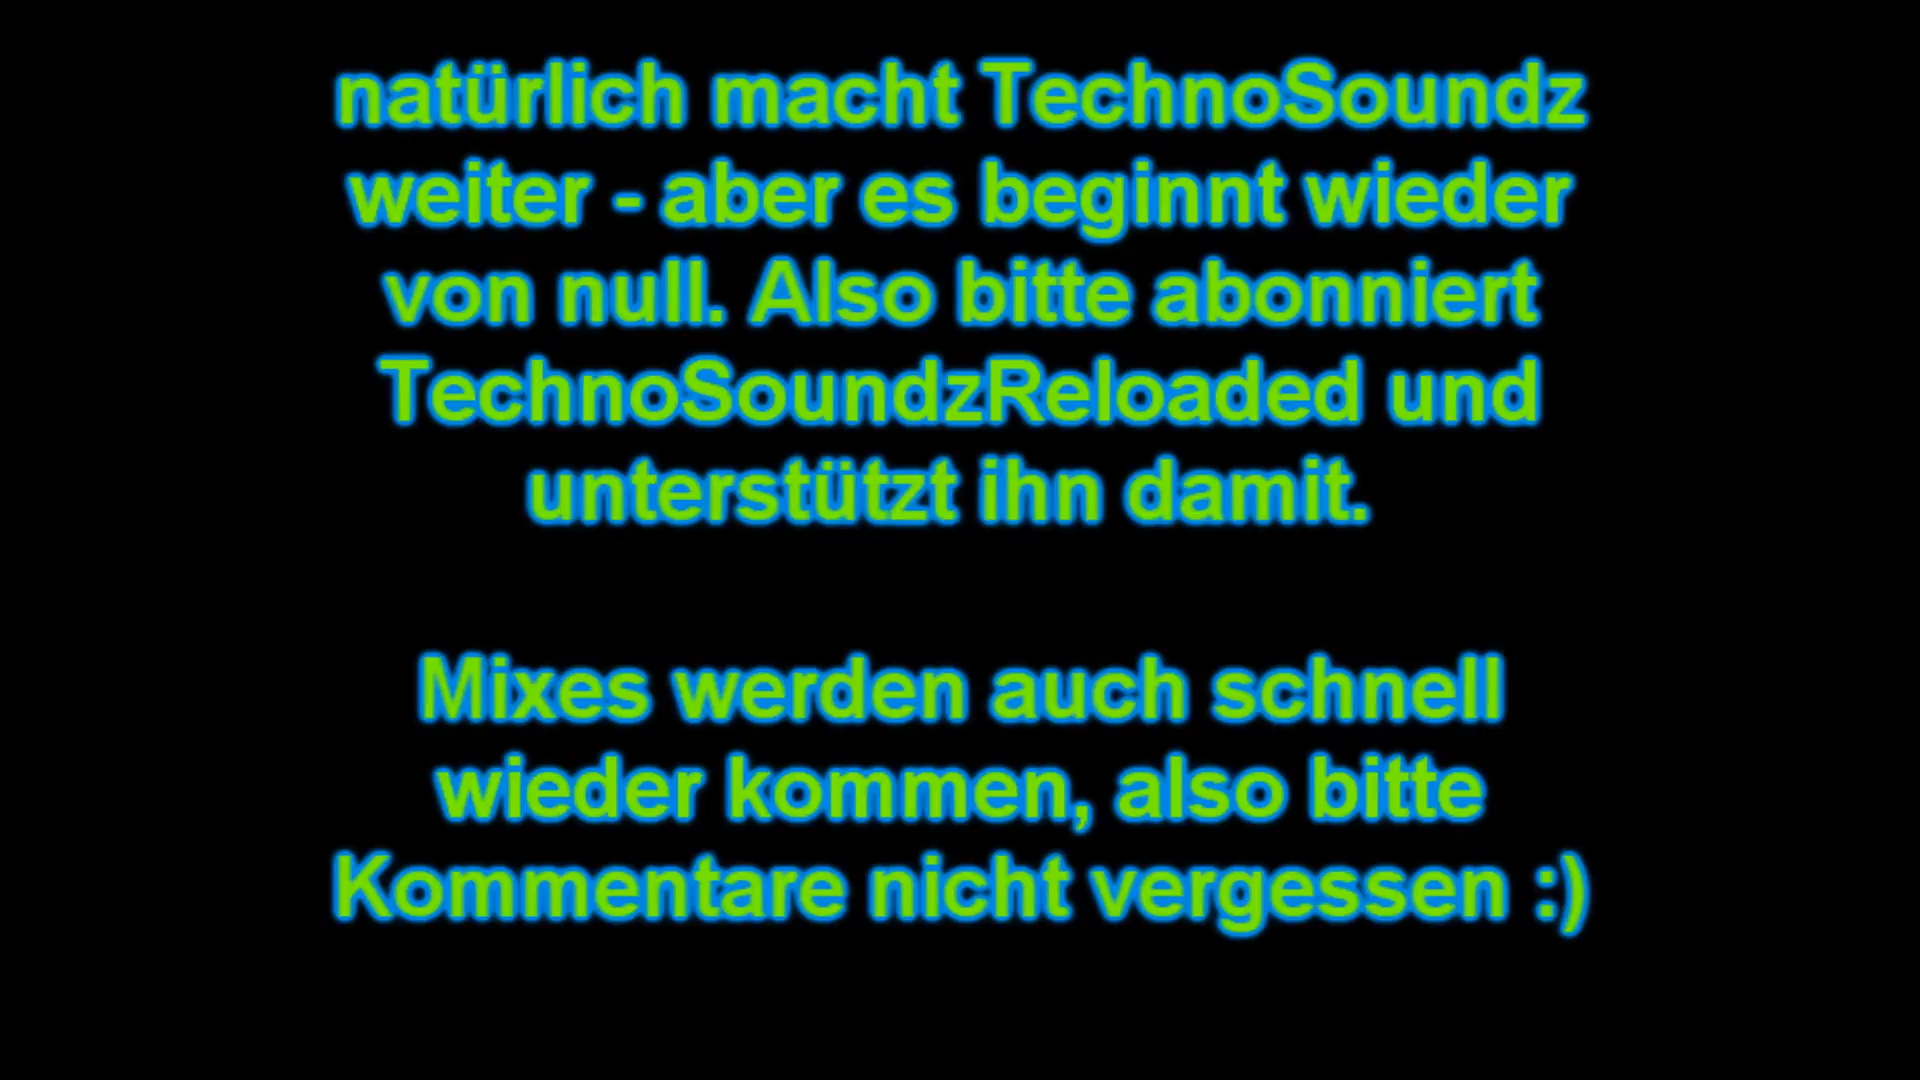 natürlich macht TechnoSoundz
weiter - aber es beginnt wieder
von null. Also bitte abonniert
TechnoSoundzReloaded und
unterstützt ihn damit.
Mixes werden auch schnell
wieder kommen, also bitte
Kommentare nicht vergessen :)